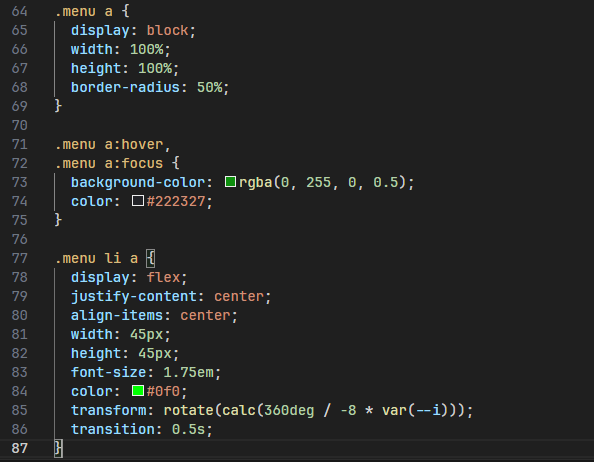 64 .menu a {
65 display: block;
66 width: 100%;
67 height: 100%;
68 border-radius: 50%;
69 }
70
71 .menu a:hover,
72 .menu a:focus {
73 background-color: rgba(0, 255, 0, 0.5);
74 color: #222327;
75 }
76
77 .menu li a {
78 display: flex;
79 justify-content: center;
80 align-items: center;
81 width: 45px;
82 height: 45px;
83 font-size: 1.75em;
84 color: #0f0;
85 transform: rotate(calc(360deg / -8 * var(--i)));
86 transition: 0.5s;
87 }